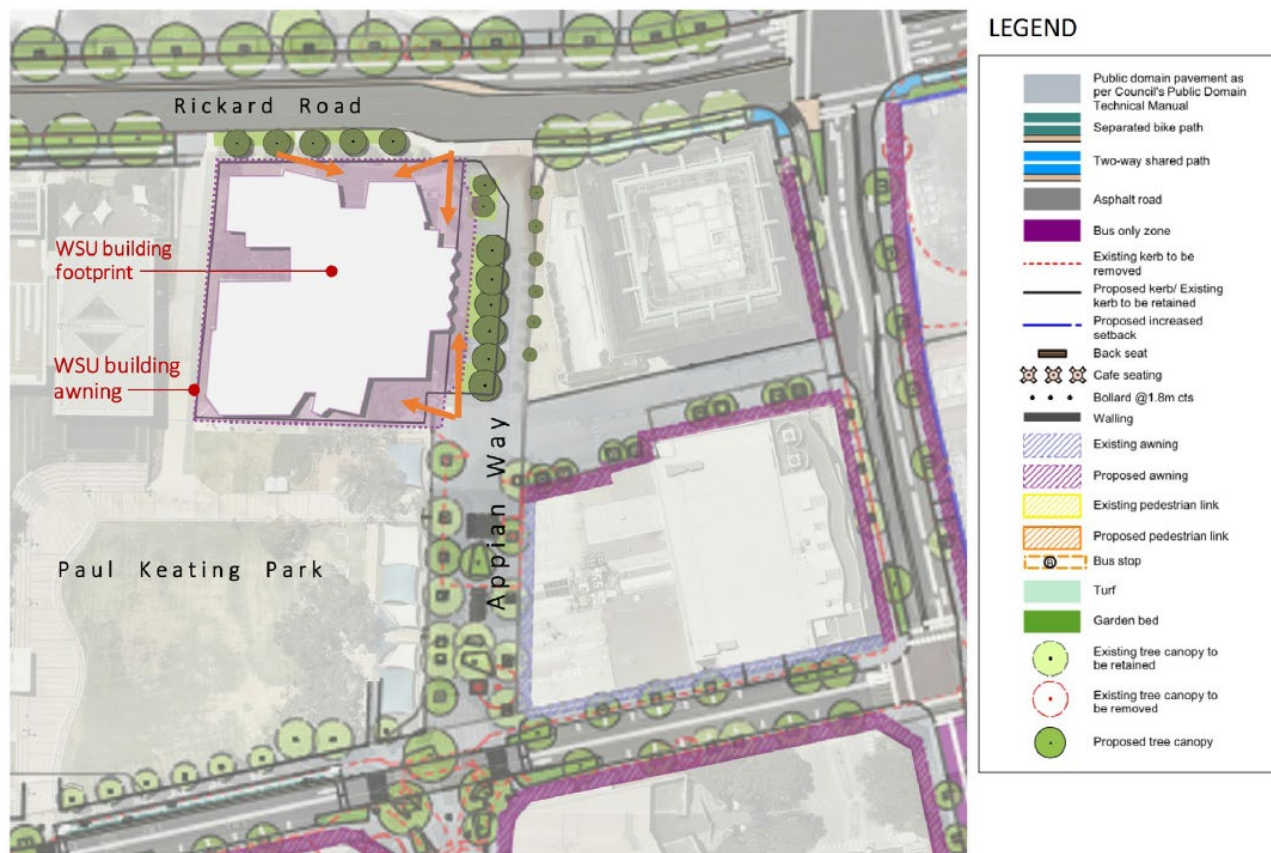 LEGEND
Rickard Road
WSU building
footprint
WSU building
awning
Appian Way
Paul Keating Park
Public domain pavement as
per Council's Public Domain
Technical Manual
Separated bike path
Two-way shared path
Asphalt road
Bus only zone
Existing kerb to be
removed
Proposed kerb/ Existing
kerb to be retained
Proposed increased
setback
Back seat
Cafe seating
Bollard @1.8m cts
Walling
Existing awning
Proposed awning
Existing pedestrian link
Proposed pedestrian link
Bus stop
Turf
Garden bed
Existing tree canopy to
be retained
Existing tree canopy to
be removed
Proposed tree canopy